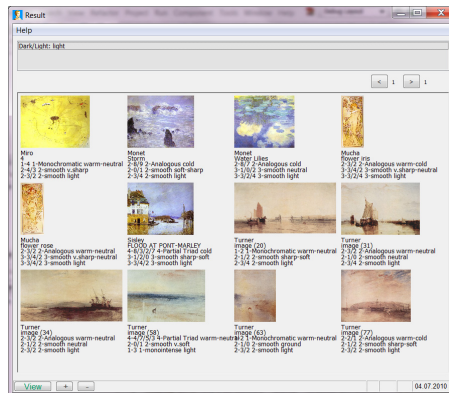 Result
Help
Dark/Light: light
< 1 > 1
Miro
4
1-4 1-Monochromatic warm-neutral
2-4/3 2-smooth v.sharp
2-3/2 2-smooth light
Monet
Storm
2-8/9 2-Analogous cold
2-0/1 2-smooth soft-sharp
2-3/4 2-smooth light
Monet
Water Lilies
2-8/7 2-Analogous cold
3-1/0/2 3-smooth neutral
3-3/2/4 3-smooth light
Mucha
flower iris
2-3/2 2-Analogous warm-cold
3-3/4/2 3-smooth v.sharp-neutral
3-3/2/4 3-smooth light
Mucha
flower rose
2-3/2 2-Analogous warm-neutral
3-3/4/2 3-smooth v.sharp-neutral
3-3/4/2 3-smooth light
Sisley
FLOOD AT PONT-MARLEY
4-8/3/2/7 4-Partial Triad cold
3-1/2/0 3-smooth sharp-soft
3-3/4/2 3-smooth light
Turner
image (20)
1-2 1-Monochromatic warm-neutral
2-1/2 2-smooth sharp-soft
2-3/4 2-smooth light
Turner
image (31)
2-3/2 2-Analogous warm-neutral
2-1/0 2-smooth neutral
2-3/4 2-smooth light
Turner
image (34)
2-3/2 2-Analogous warm-neutral
2-1/2 2-smooth neutral
2-3/2 2-smooth light
Turner
image (58)
4-4/7/5/3 4-Partial Triad warm-neutral
2-0/1 2-smooth v.soft
1-3 1-monointense light
Turner
image (63)
1-2 1-Monochromatic warm-neutral
2-1/0 2-smooth ground
2-3/2 2-smooth light
Turner
image (77)
2-2/1 2-Analogous warm-cold
2-1/2 2-smooth sharp-soft
2-3/2 2-smooth light
View + - 04.07.2010